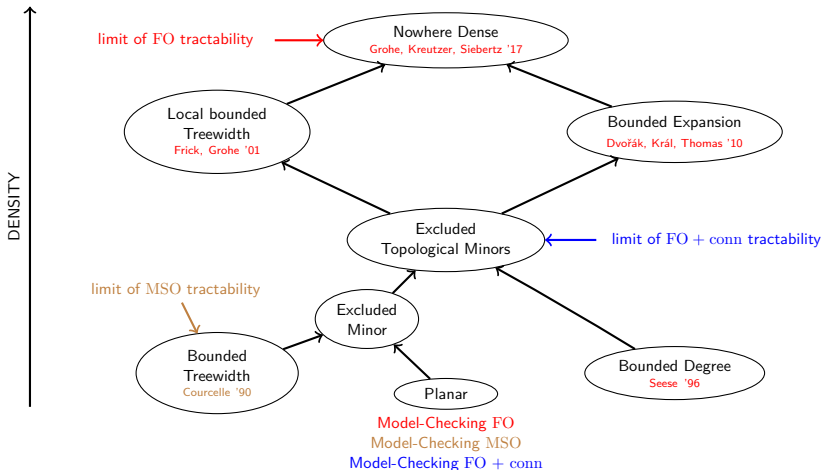 Nowhere Dense
Grohe, Kreutzer, Siebertz '17
limit of FO tractability
Local bounded
Treewidth
Frick, Grohe '01
Bounded Expansion
Dvořák, Král, Thomas '10
DENSITY
Excluded
Topological Minors
limit of FO + conn tractability
limit of MSO tractability
Excluded
Minor
Bounded
Treewidth
Courcelle '90
Planar
Bounded Degree
Seese '96
Model-Checking FO
Model-Checking MSO
Model-Checking FO + conn